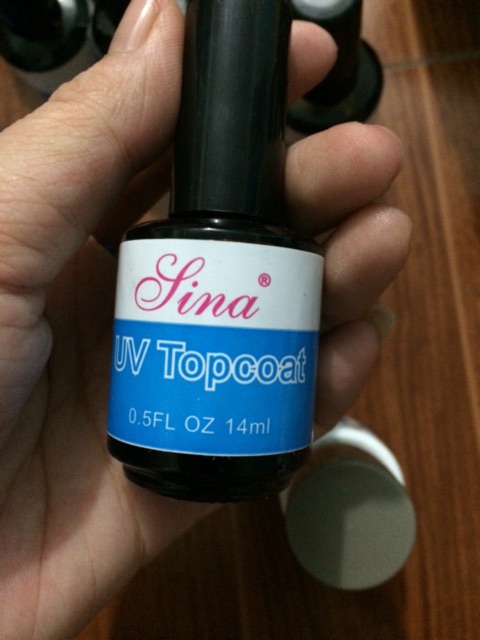 Sina®
UV Topcoat
0.5FL OZ 14ml